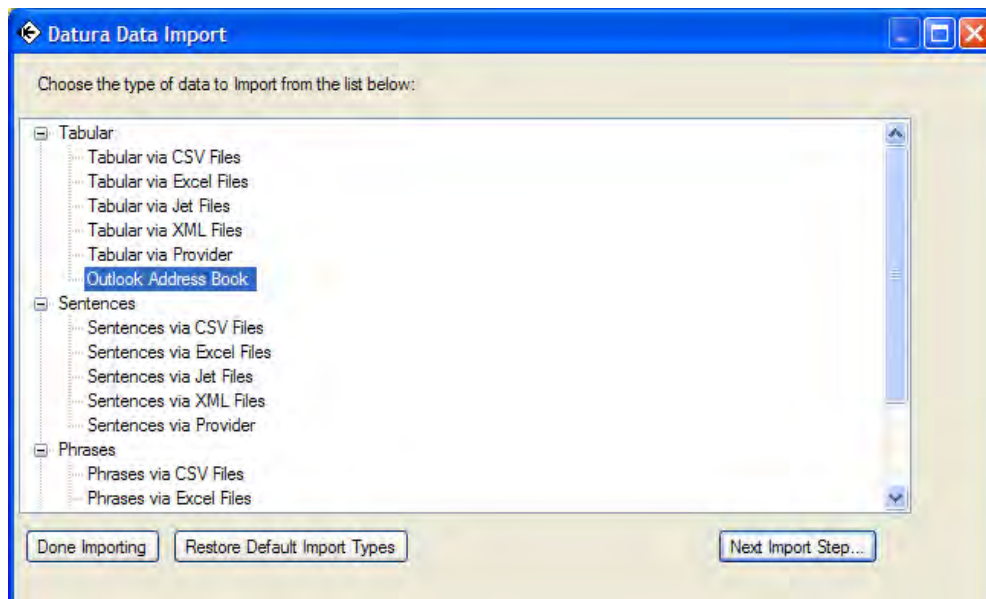 Datura Data Import
Choose the type of data to Import from the list below:
Tabular
Tabular via CSV Files
Tabular via Excel Files
Tabular via Jet Files
Tabular via XML Files
Tabular via Provider
Outlook Address Book
Sentences
Sentences via CSV Files
Sentences via Excel Files
Sentences via Jet Files
Sentences via XML Files
Sentences via Provider
Phrases
Phrases via CSV Files
Phrases via Excel Files
Done Importing Restore Default Import Types Next Import Step...